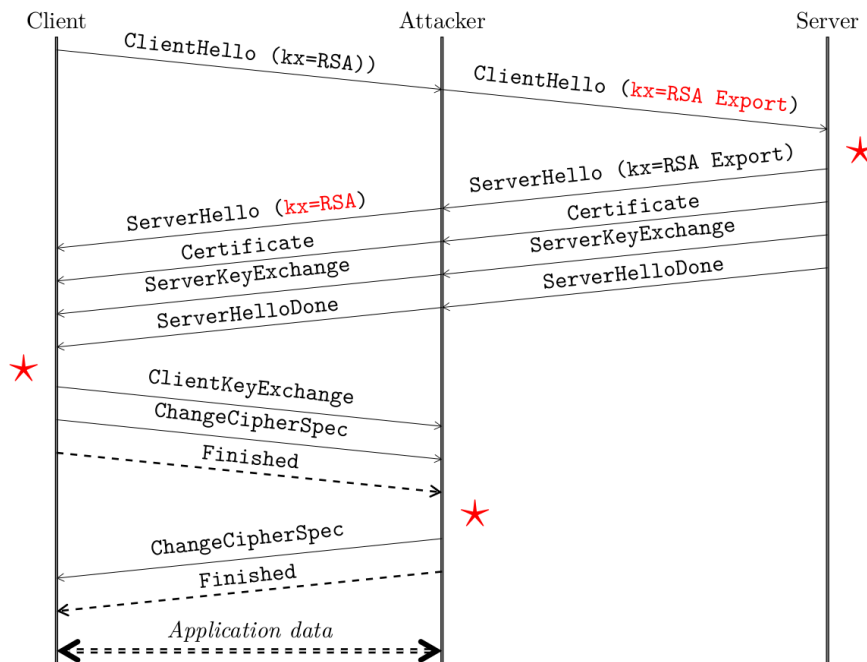 Client
Attacker
Server
ClientHello (kx=RSA))
ClientHello (kx=RSA Export)
ServerHello (kx=RSA Export)
ServerHello (kx=RSA)
Certificate
Certificate
ServerKeyExchange
ServerKeyExchange
ServerHelloDone
ServerHelloDone
ClientKeyExchange
ChangeCipherSpec
Finished
ChangeCipherSpec
Finished
Application data